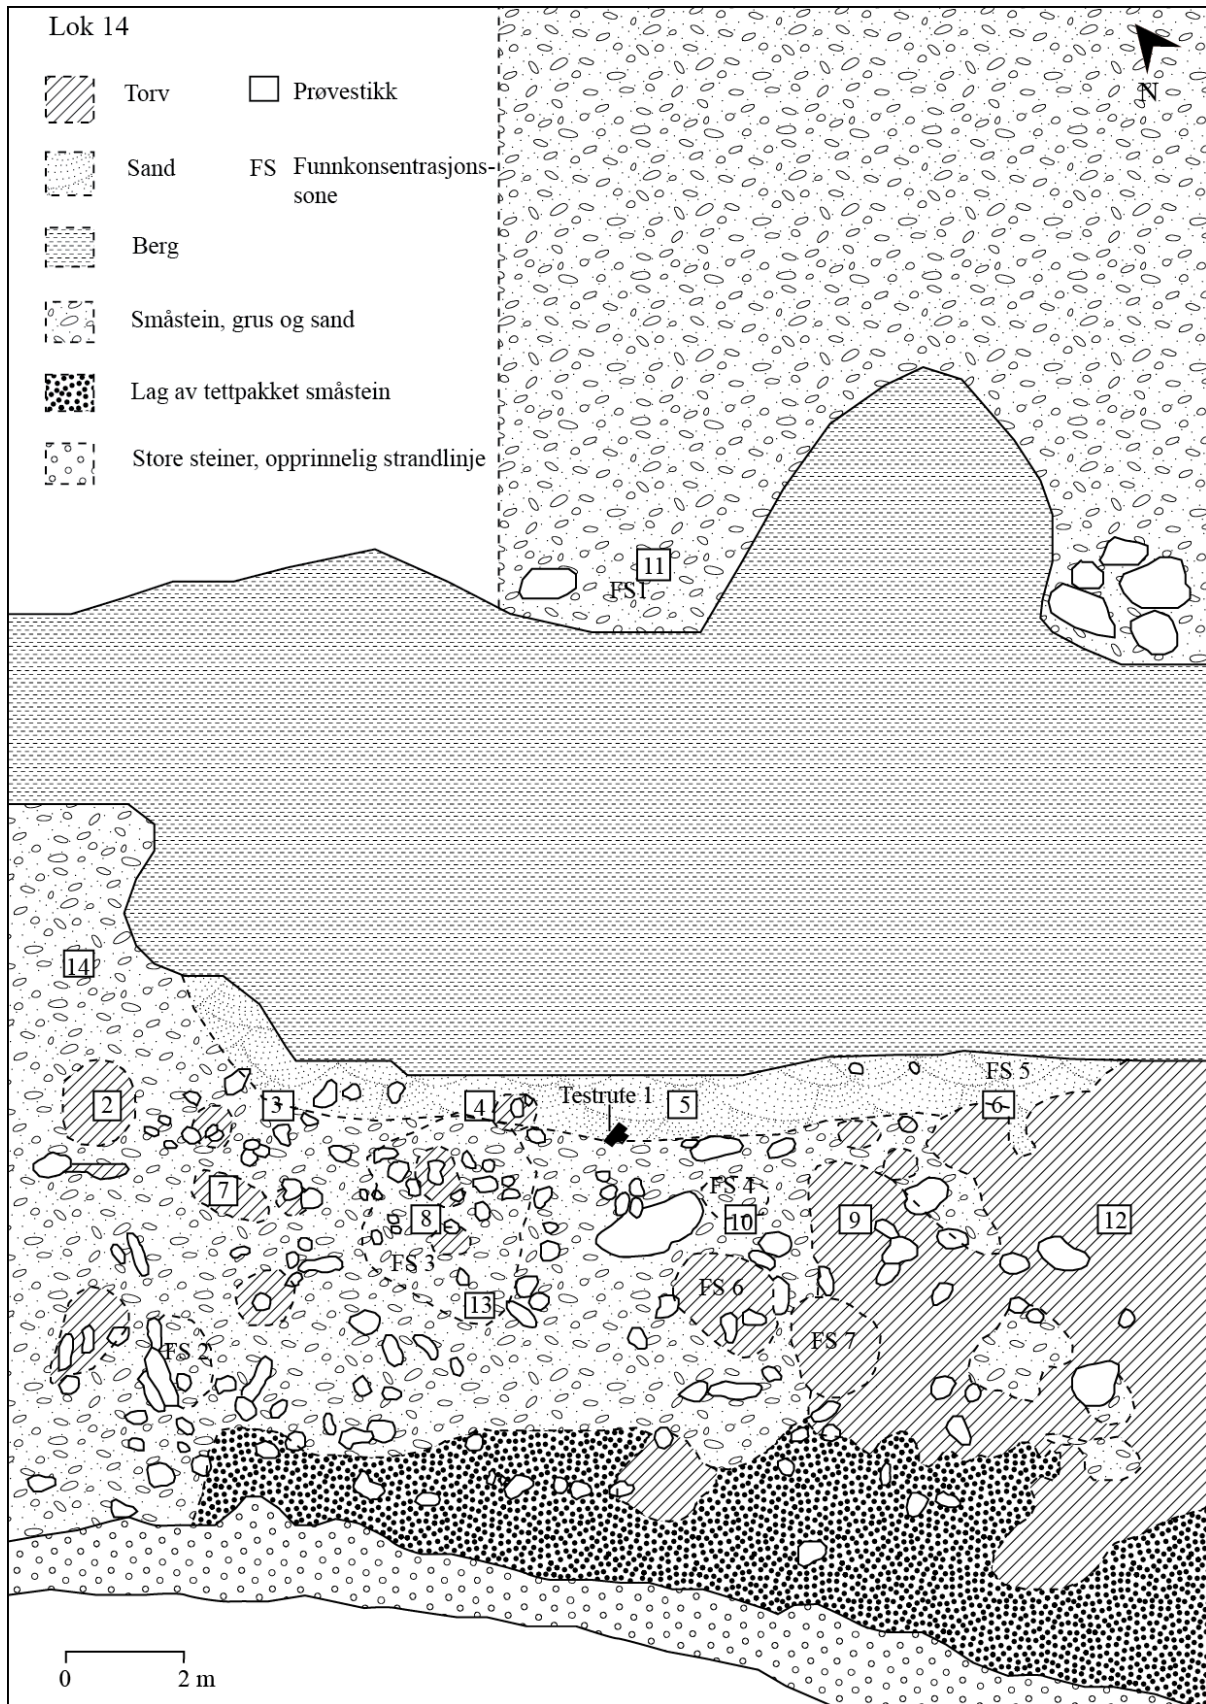 Lok 14
Torv
Prøvestikk
Sand
FS Funnkonsentrasjons-
sone
Berg
Småstein, grus og sand
Lag av tettpakket småstein
Store steiner, opprinnelig strandlinje
N
11
FS1
14
FS 5
2
3
4
Testrute 1
5
6
7
FS 4
8
10
9
12
FS 3
FS 6
13
FS 2
FS 7
0
2 m